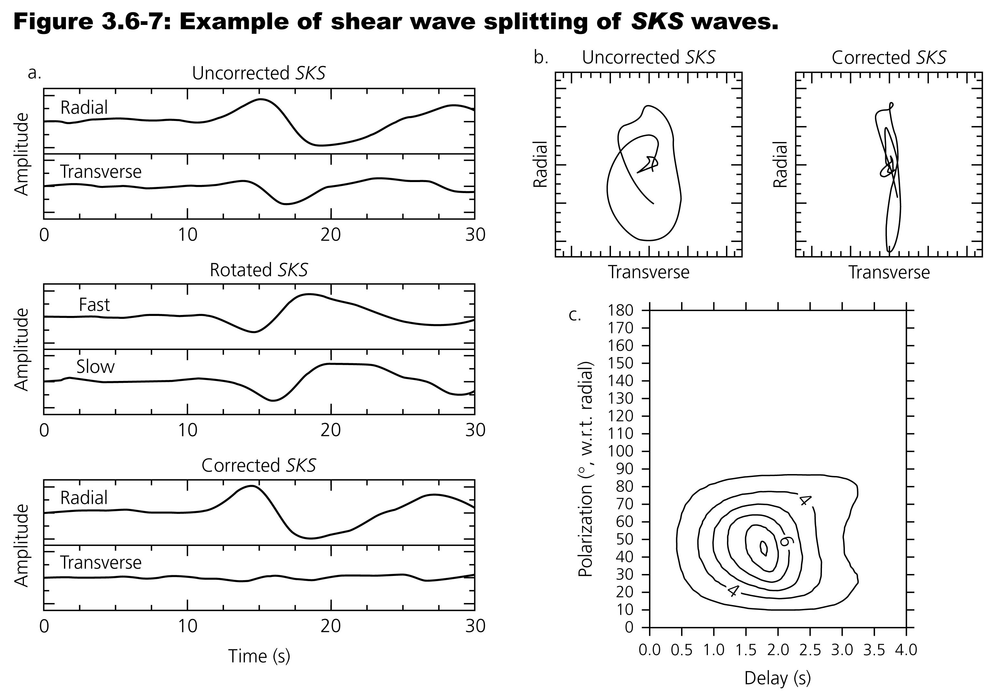 Figure 3.6-7: Example of shear wave splitting of SKS waves.
a.
Uncorrected SKS
Radial
Amplitude
Transverse
0 10 20 30
Rotated SKS
Fast
Amplitude
Slow
0 10 20 30
Corrected SKS
Radial
Amplitude
Transverse
0 10 20 30
Time (s)
b.
Uncorrected SKS
Radial
Transverse
Corrected SKS
Radial
Transverse
c.
Polarization (°, w.r.t. radial)
180
170
160
150
140
130
120
110
100
90
80
70
60
50
40
30
20
10
0
4
6
4
0.0 0.5 1.0 1.5 2.0 2.5 3.0 3.5 4.0
Delay (s)